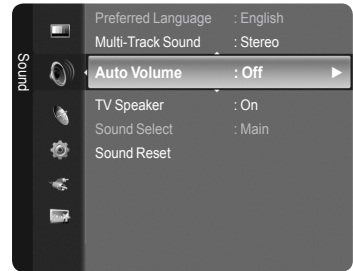 Sound
Preferred Language : English
Multi-Track Sound : Stereo
Auto Volume : Off
TV Speaker : On
Sound Select : Main
Sound Reset